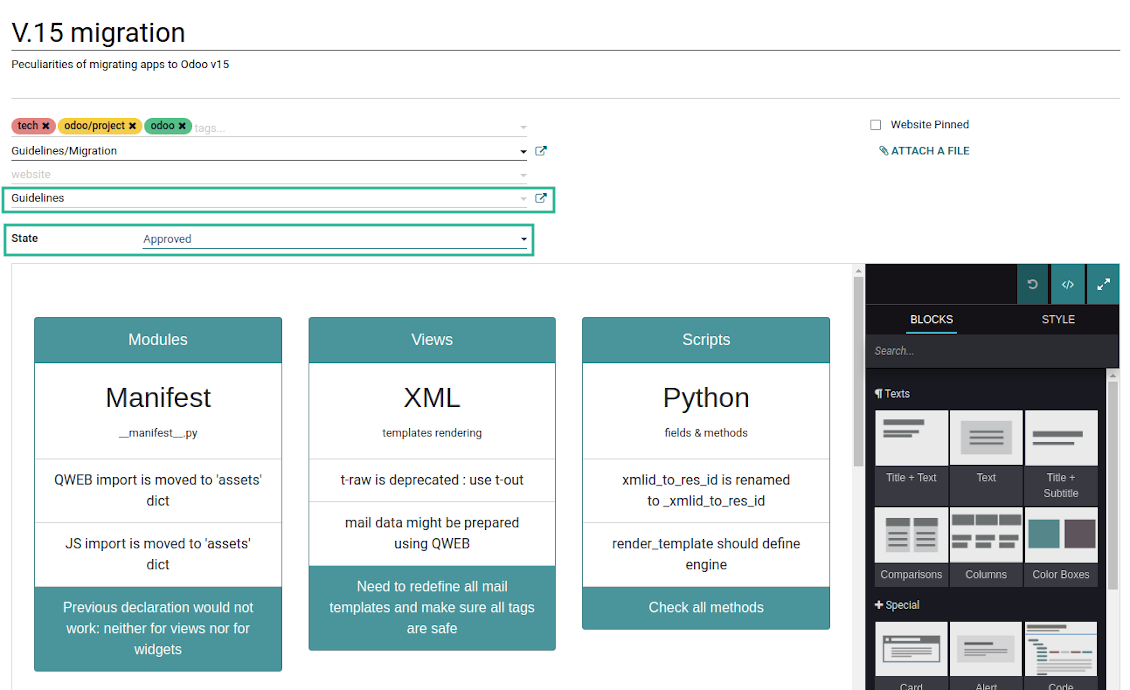 V.15 migration
Peculiarities of migrating apps to Odoo v15
tech ✖ odoo/project ✖ odoo ✖ tags...
Website Pinned
Guidelines/Migration
ATTACH A FILE
website
Guidelines
State Approved
BLOCKS STYLE
Search...
Modules
Manifest
__manifest__.py
QWEB import is moved to 'assets'
dict
JS import is moved to 'assets'
dict
Previous declaration would not
work: neither for views nor for
widgets
Views
XML
templates rendering
t-raw is deprecated : use t-out
mail data might be prepared
using QWEB
Need to redefine all mail
templates and make sure all tags
are safe
Scripts
Python
fields & methods
xmlid_to_res_id is renamed
to _xmlid_to_res_id
render_template should define
engine
Check all methods
¶ Texts
Title + Text
Text
Title +
Subtitle
Comparisons
Columns
Color Boxes
Special
Card
Alert
Code